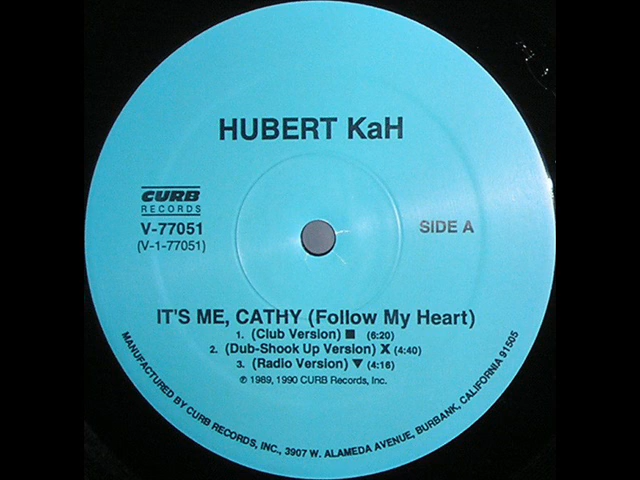 HUBERT KaH
CURB
RECORDS
V-77051
(V-1-77051)
SIDE A
IT'S ME, CATHY (Follow My Heart)
1. (Club Version) ■ (6:20)
2. (Dub-Shook Up Version) X (4:40)
3. (Radio Version) ▼ (4:16)
℗ 1989, 1990 CURB Records, Inc.
MANUFACTURED BY CURB RECORDS, INC., 3907 W. ALAMEDA AVENUE, BURBANK, CALIFORNIA 91505